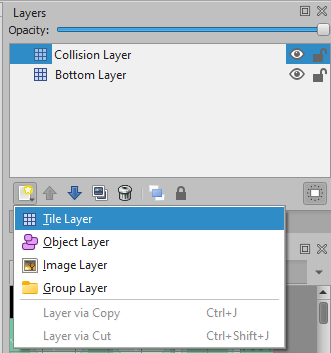 Layers
Opacity:
Collision Layer
Bottom Layer
Tile Layer
Object Layer
Image Layer
Group Layer
Layer via Copy Ctrl+J
Layer via Cut Ctrl+Shift+J